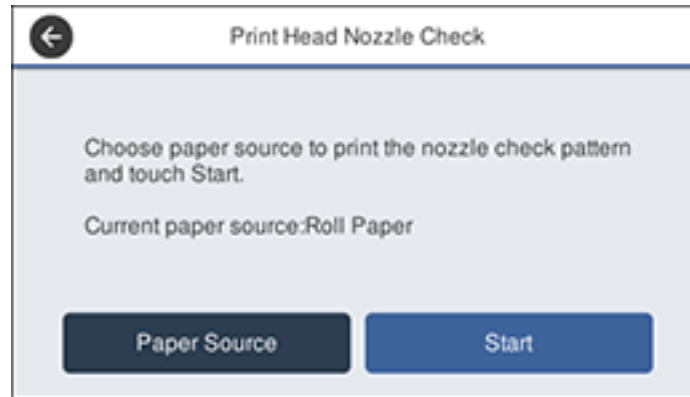 Print Head Nozzle Check
Choose paper source to print the nozzle check pattern
and touch Start.
Current paper source:Roll Paper
Paper Source
Start